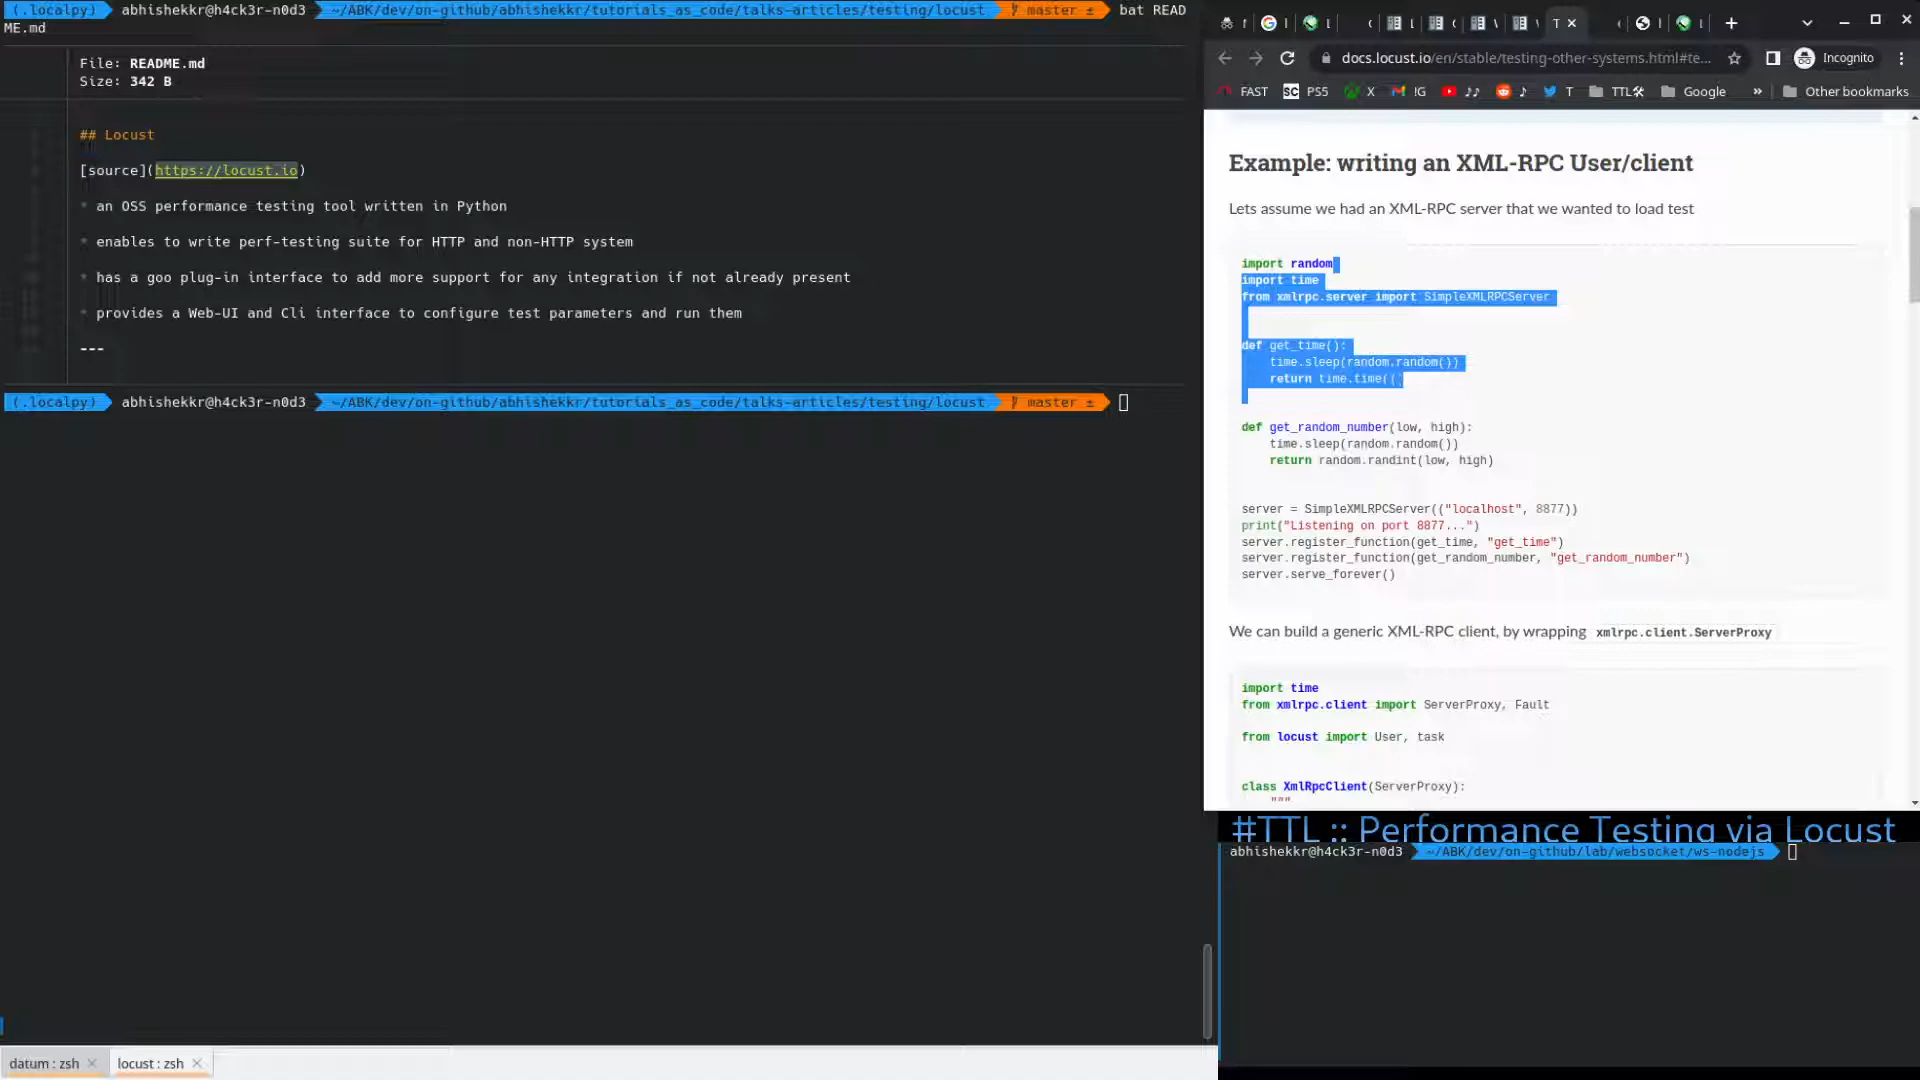 (.localpy) abhishekkr@h4ck3r-n0d3 ~/ABK/dev/on-github/abhishekkr/tutorials_as_code/talks-articles/testing/locust master ± bat READ
ME.md
File: README.md
Size: 342 B
## Locust
[source](https://locust.io)
* an OSS performance testing tool written in Python
* enables to write perf-testing suite for HTTP and non-HTTP system
* has a goo plug-in interface to add more support for any integration if not already present
* provides a Web-UI and Cli interface to configure test parameters and run them
---
(.localpy) abhishekkr@h4ck3r-n0d3 ~/ABK/dev/on-github/abhishekkr/tutorials_as_code/talks-articles/testing/locust master ±
datum : zsh
locust : zsh
T
docs.locust.io/en/stable/testing-other-systems.html#te...
Incognito
FAST PS5 X !G T TTL Google » Other bookmarks
Example: writing an XML-RPC User/client
Lets assume we had an XML-RPC server that we wanted to load test
import random
import time
from xmlrpc.server import SimpleXMLRPCServer
def get_time():
time.sleep(random.random())
return time.time()
def get_random_number(low, high):
time.sleep(random.random())
return random.randint(low, high)
server = SimpleXMLRPCServer(("localhost", 8877))
print("Listening on port 8877...")
server.register_function(get_time, "get_time")
server.register_function(get_random_number, "get_random_number")
server.serve_forever()
We can build a generic XML-RPC client, by wrapping xmlrpc.client.ServerProxy
import time
from xmlrpc.client import ServerProxy, Fault
from locust import User, task
class XmlRpcClient(ServerProxy):
"""
#TTL :: Performance Testing via Locust
abhishekkr@h4ck3r-n0d3 ~/ABK/dev/on-github/lab/websocket/ws-nodejs